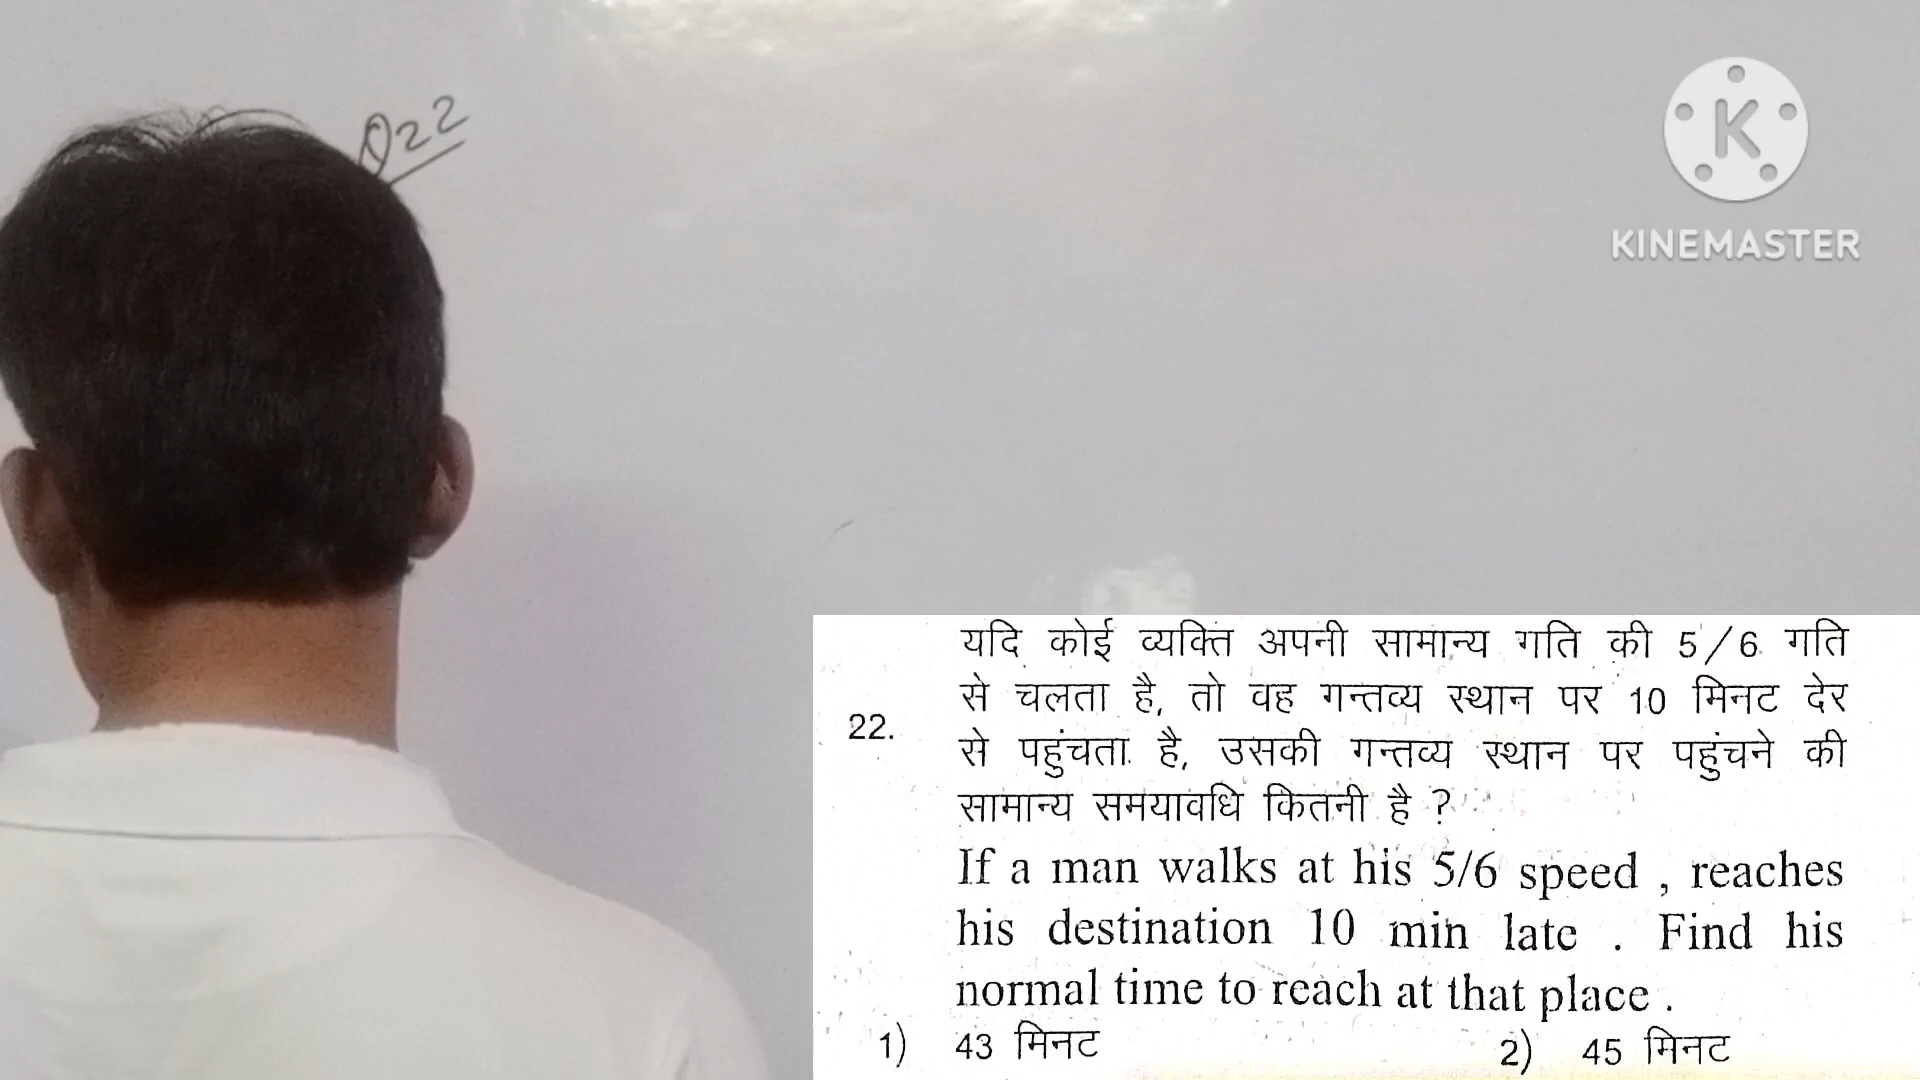 Q22
K
KINEMASTER
यदि कोई व्यक्ति अपनी सामान्य गति की 5/6 गति
से चलता है, तो वह गन्तव्य स्थान पर 10 मिनट देर
22.
से पहुंचता है, उसकी गन्तव्य स्थान पर पहुंचने की
सामान्य समयावधि कितनी है ?
If a man walks at his 5/6 speed , reaches
his destination 10 min late . Find his
normal time to reach at that place .
1) 43 मिनट 2) 45 मिनट